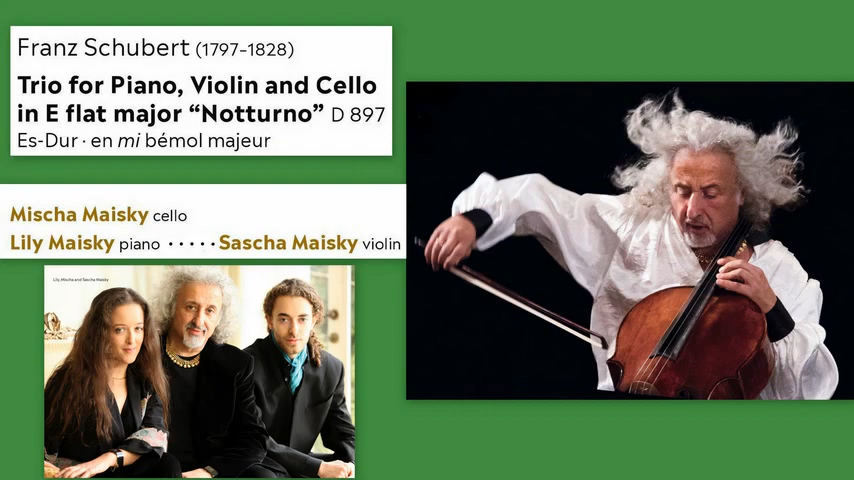 Franz Schubert (1797–1828)
Trio for Piano, Violin and Cello
in E flat major “Notturno” D 897
Es-Dur · en mi bémol majeur
Mischa Maisky cello
Lily Maisky piano · · · · · Sascha Maisky violin
Lily, Mischa and Sascha Maisky